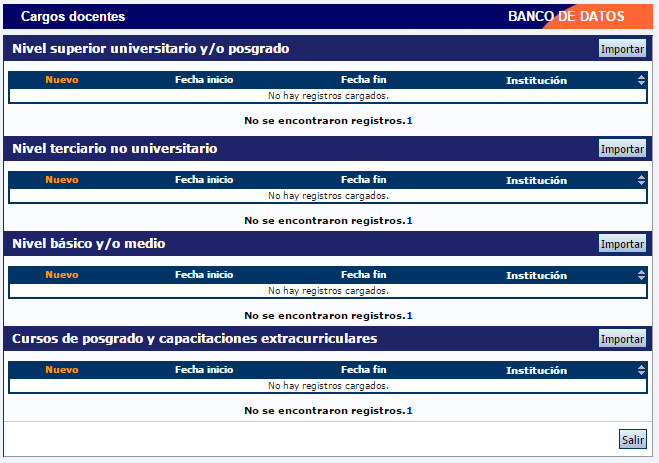 Cargos docentes BANCO DE DATOS
Nivel superior universitario y/o posgrado Importar
Nuevo Fecha inicio Fecha fin Institución
No hay registros cargados.
No se encontraron registros.1
Nivel terciario no universitario Importar
Nuevo Fecha inicio Fecha fin Institución
No hay registros cargados.
No se encontraron registros.1
Nivel básico y/o medio Importar
Nuevo Fecha inicio Fecha fin Institución
No hay registros cargados.
No se encontraron registros.1
Cursos de posgrado y capacitaciones extracurriculares Importar
Nuevo Fecha inicio Fecha fin Institución
No hay registros cargados.
No se encontraron registros.1
Salir